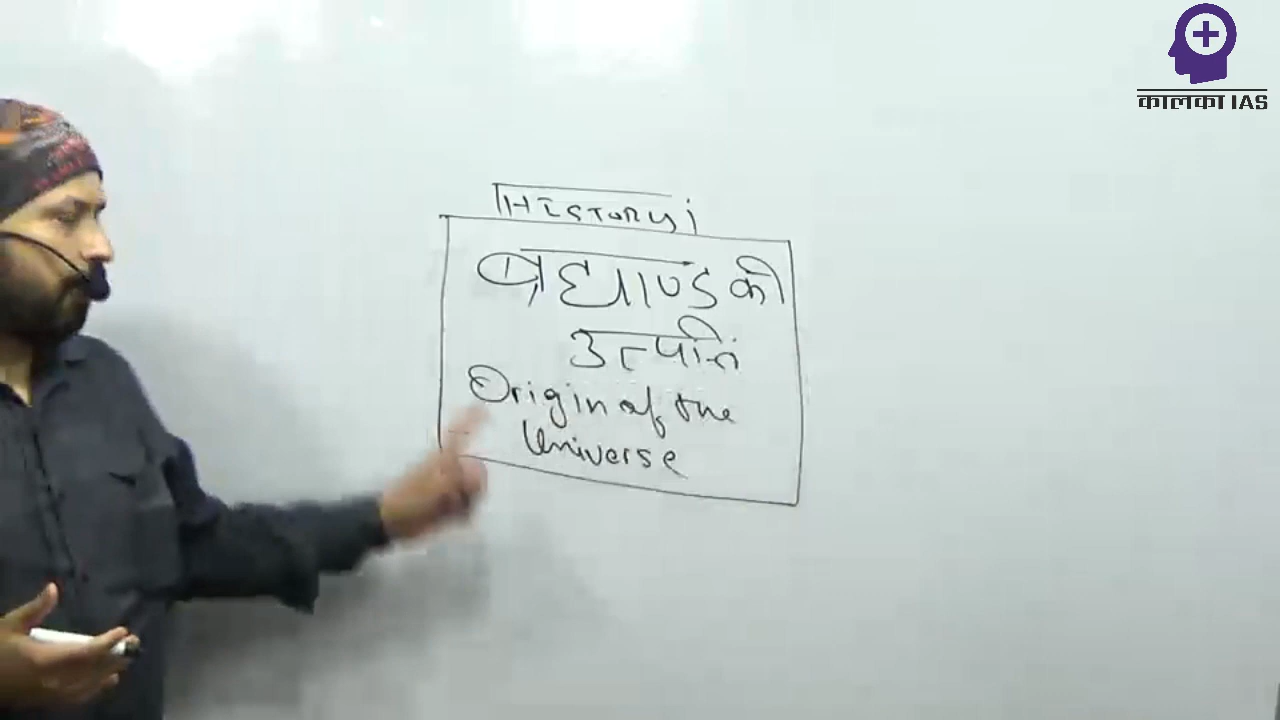 कालका IAS
HISTORY
ब्रह्माण्ड की
उत्पत्ति
Origin of the
Universe